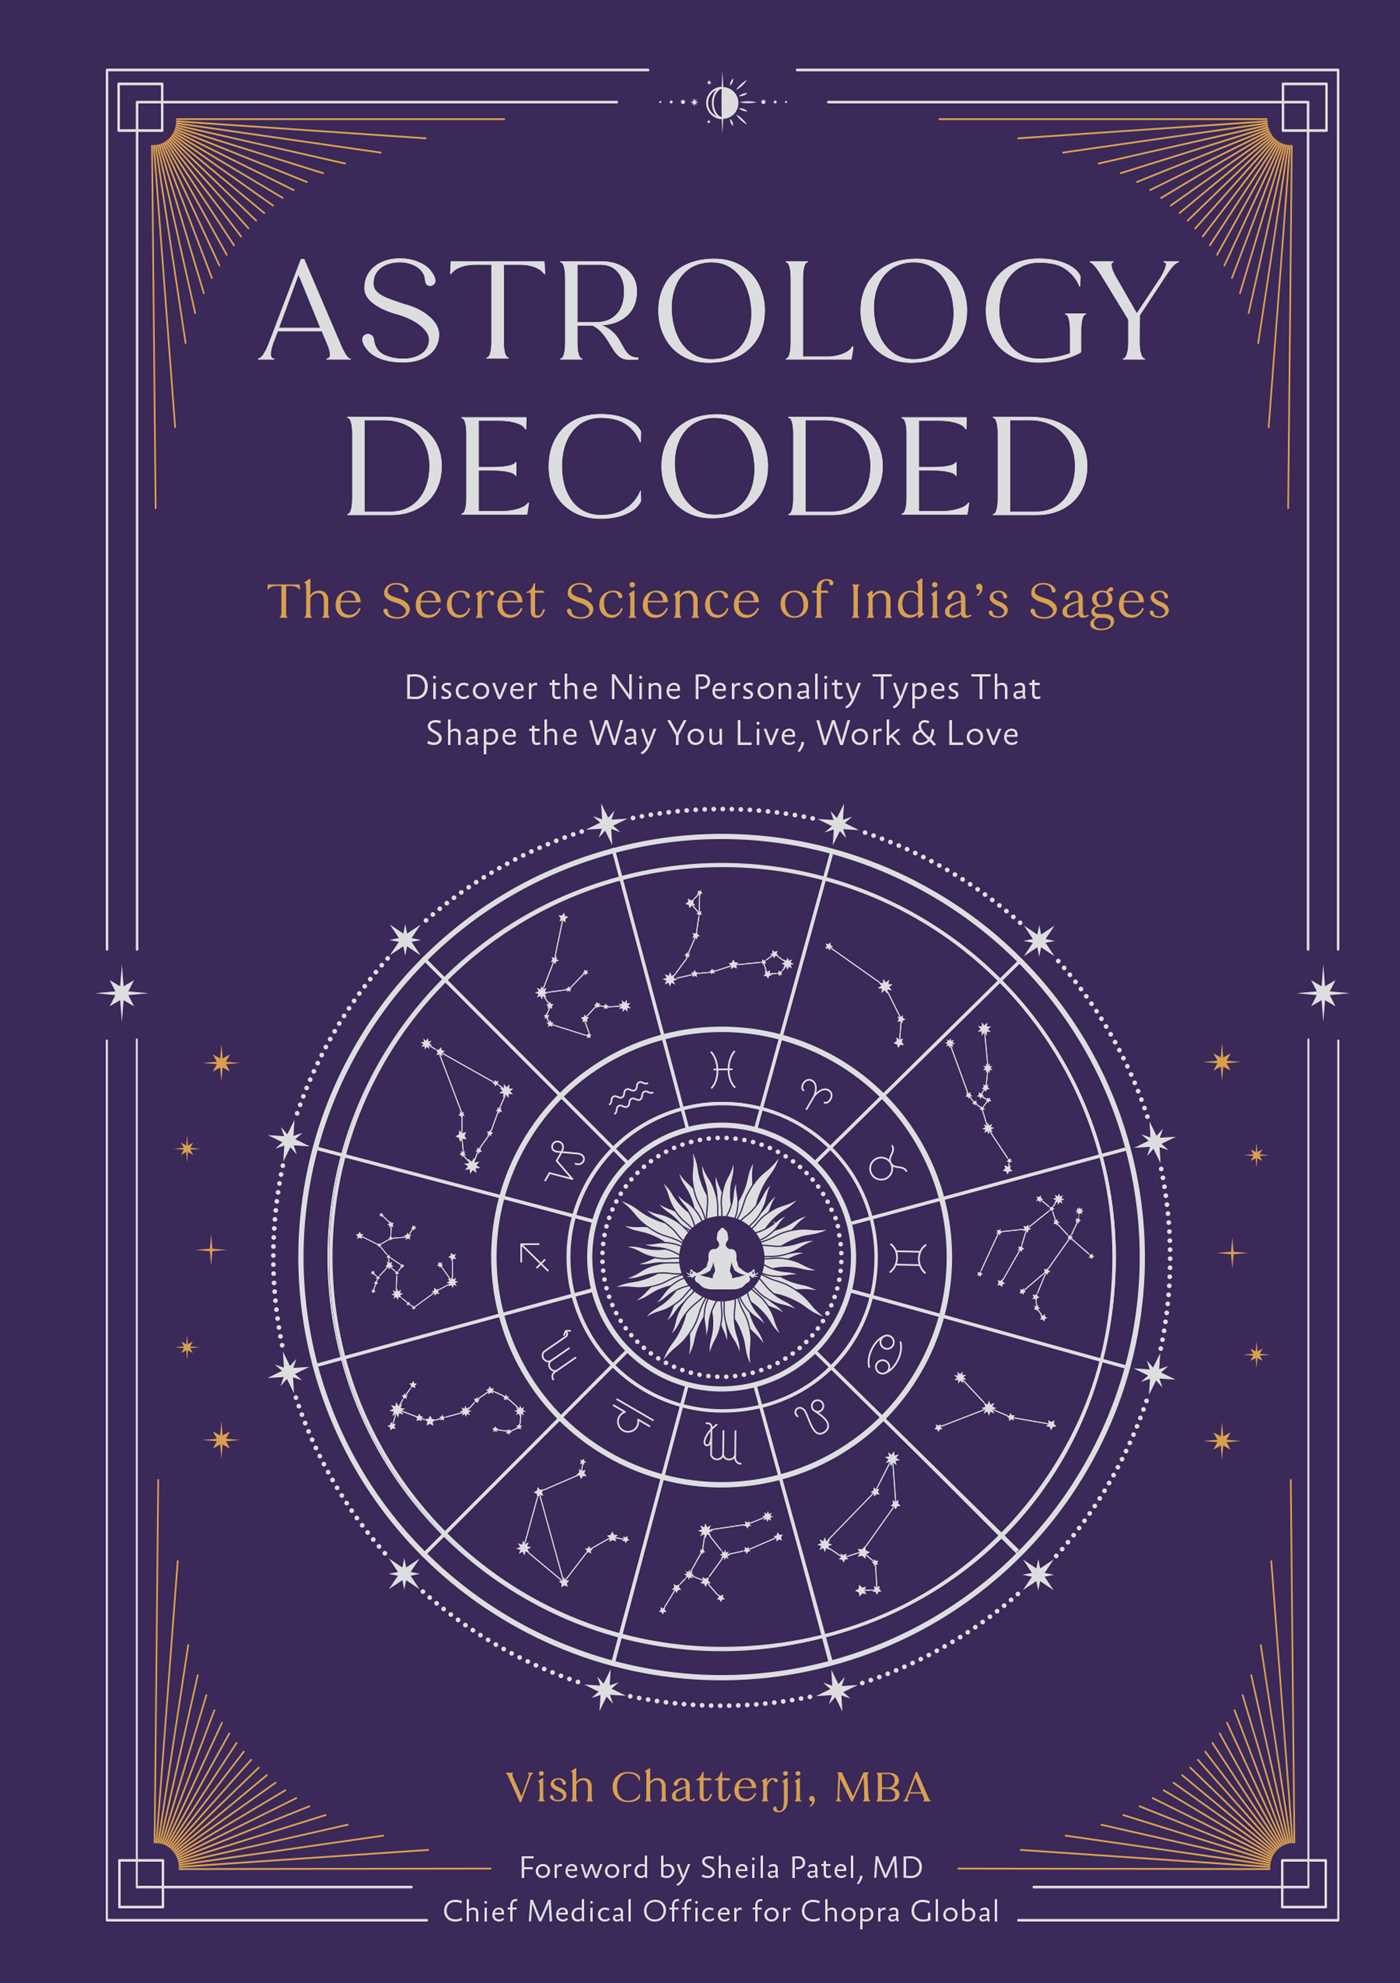 ASTROLOGY
DECODED
The Secret Science of India’s Sages
Discover the Nine Personality Types That
Shape the Way You Live, Work & Love
Vish Chatterji, MBA
Foreword by Sheila Patel, MD
Chief Medical Officer for Chopra Global